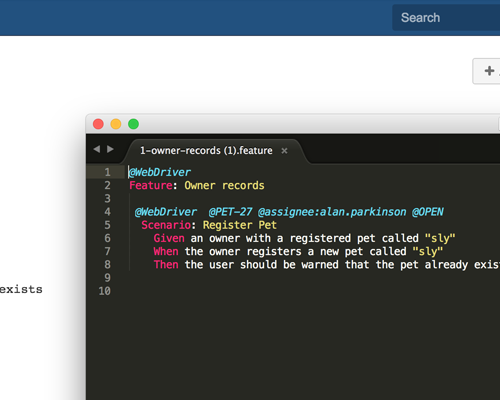 Search
+
1-owner-records (1).feature ×
1 @WebDriver
2 Feature: Owner records
3
4 @WebDriver @PET-27 @assignee:alan.parkinson @OPEN
5 Scenario: Register Pet
6 Given an owner with a registered pet called "sly"
7 When the owner registers a new pet called "sly"
8 Then the user should be warned that the pet already exist
9
10
exists